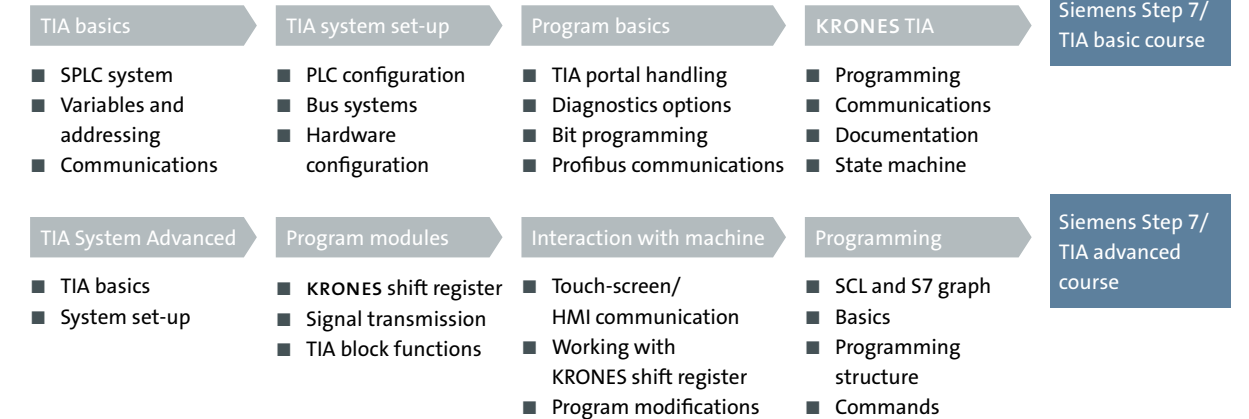 TIA basics
SPLC system
Variables and
addressing
Communications
TIA system set-up
PLC configuration
Bus systems
Hardware
configuration
Program basics
TIA portal handling
Diagnostics options
Bit programming
Profibus communications
KRONES TIA
Programming
Communications
Documentation
State machine
Siemens Step 7/
TIA basic course
TIA System Advanced
TIA basics
System set-up
Program modules
KRONES shift register
Signal transmission
TIA block functions
Interaction with machine
Touch-screen/
HMI communication
Working with
KRONES shift register
Program modifications
Programming
SCL and S7 graph
Basics
Programming
structure
Commands
Siemens Step 7/
TIA advanced
course